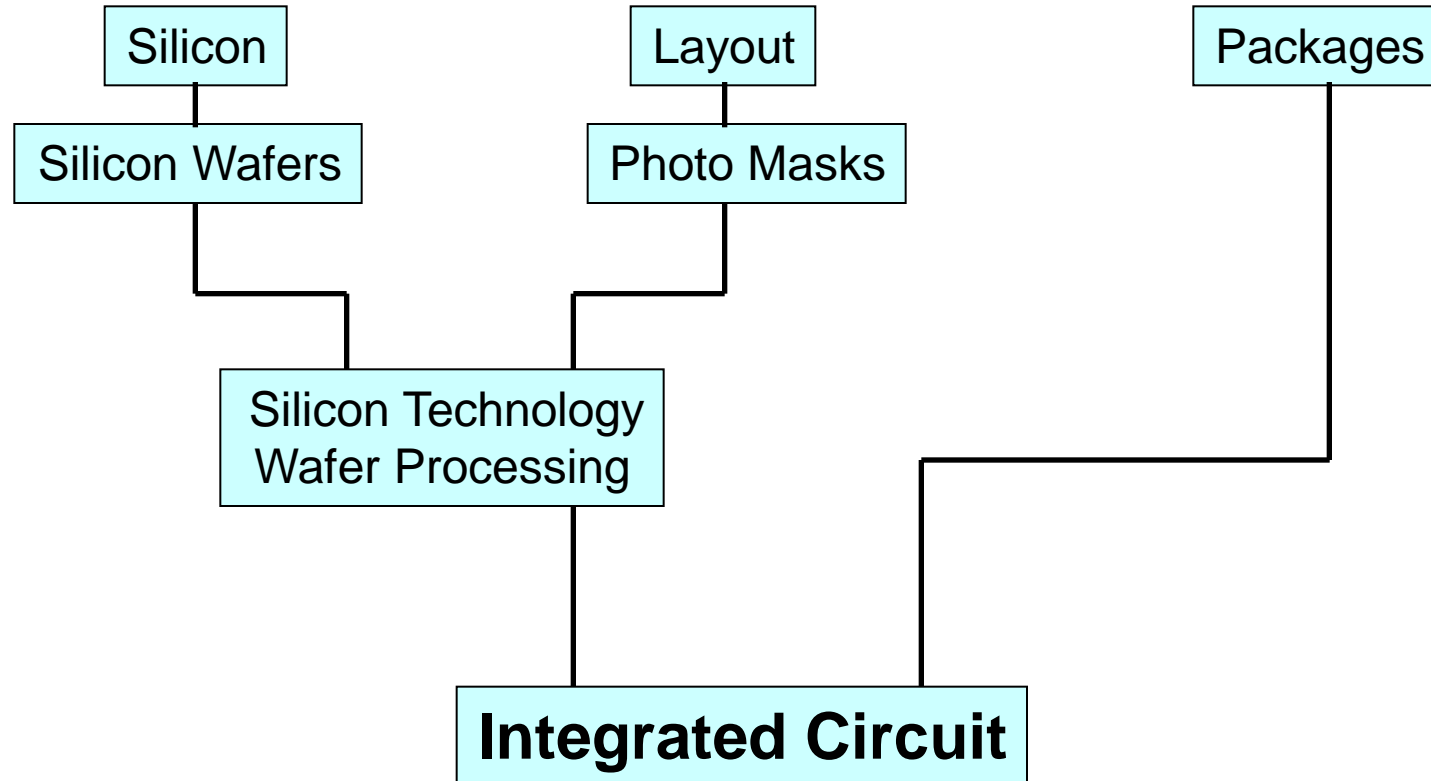 Silicon
Layout
Packages
Silicon Wafers
Photo Masks
Silicon Technology
Wafer Processing
Integrated Circuit